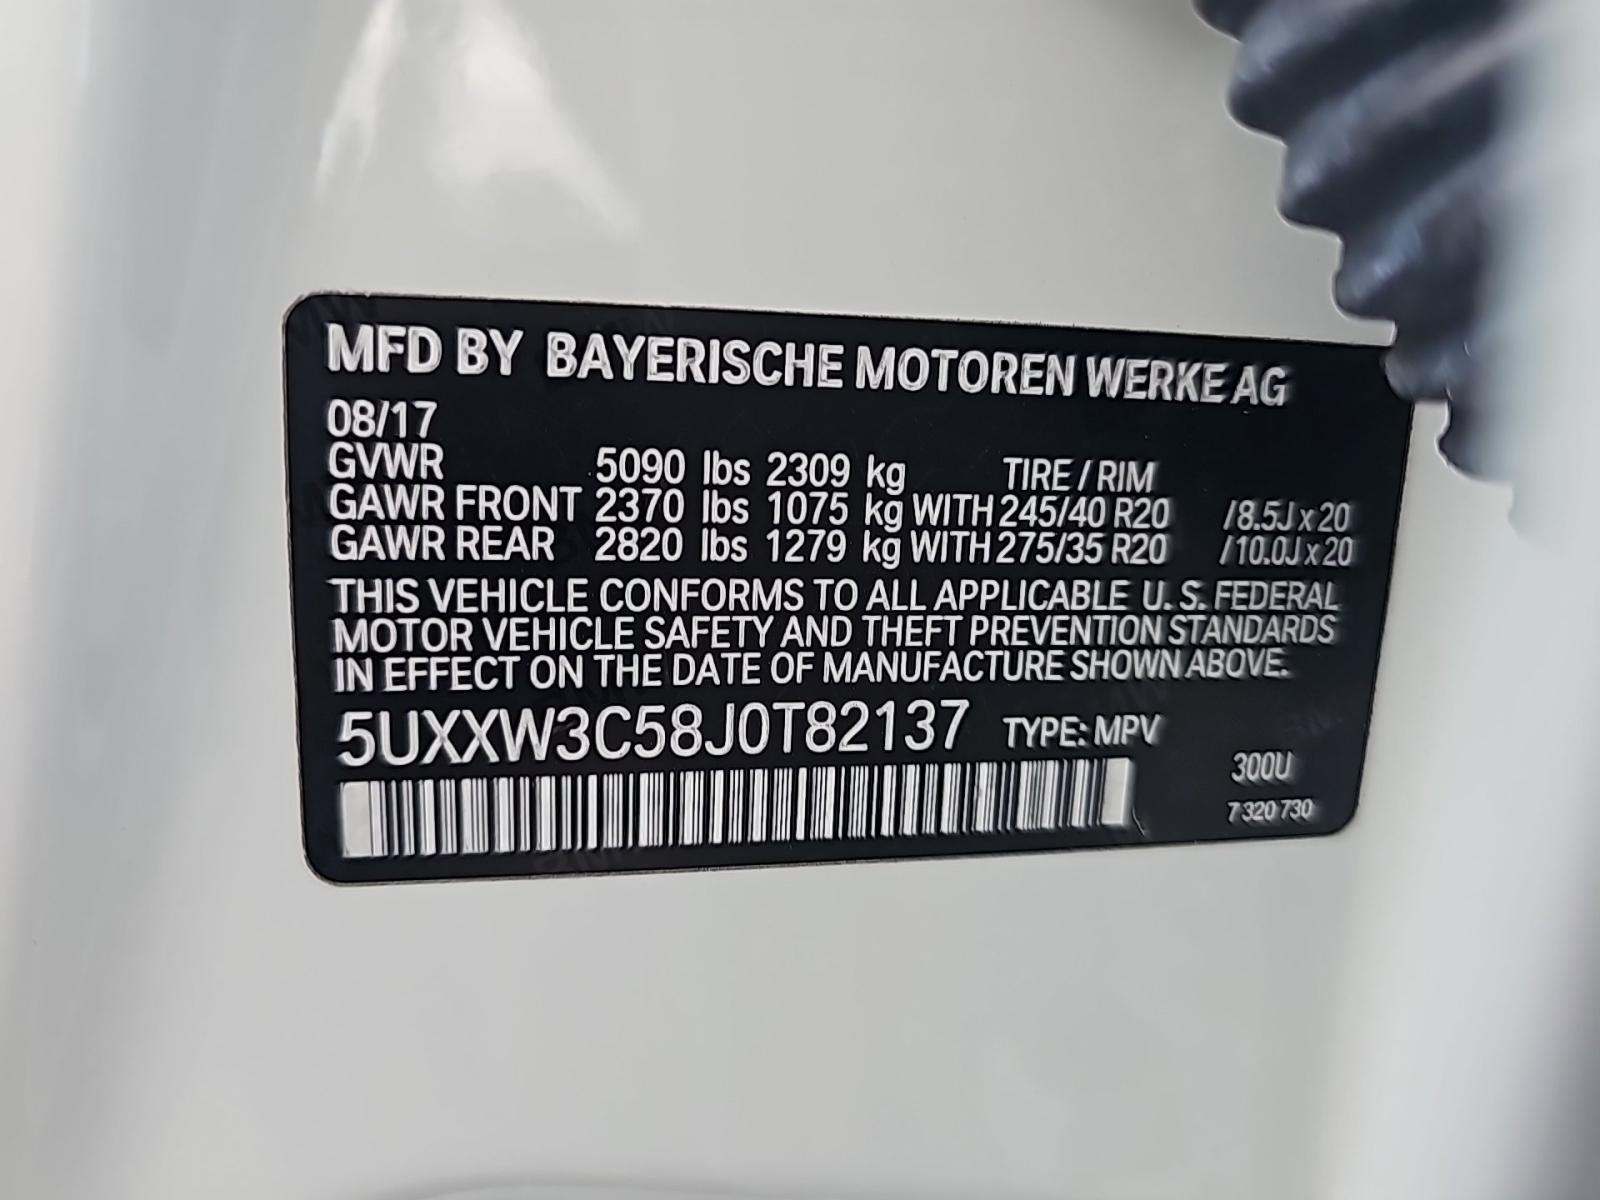 MFD BY BAYERISCHE MOTOREN WERKE AG
08/17
GVWR 5090 lbs 2309 kg TIRE / RIM
GAWR FRONT 2370 lbs 1075 kg WITH 245/40 R20 /8.5J x 20
GAWR REAR 2820 lbs 1279 kg WITH 275/35 R20 /10.0J x 20
THIS VEHICLE CONFORMS TO ALL APPLICABLE U. S. FEDERAL
MOTOR VEHICLE SAFETY AND THEFT PREVENTION STANDARDS
IN EFFECT ON THE DATE OF MANUFACTURE SHOWN ABOVE.
5UXXW3C58J0T82137 TYPE: MPV
300U
7 320 730